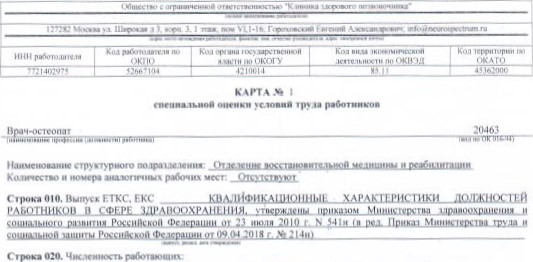 Общество с ограниченной ответственностью "Клиника здорового позвоночника"
(полное наименование работодателя)
127282 Москва ул. Широкая д 3, корп. 3, 1 этаж, пом VI,1-16; Гороховский Евгений Александрович; info@neurospectrum.ru
ИНН работодателя Код работодателя по ОКПО Код органа государственной власти по ОКОГУ Код вида экономической деятельности по ОКВЭД Код территории по ОКАТО
7721402975 52667104 4210014 85.11 45362000
КАРТА № 1
специальной оценки условий труда работников
Врач-остеопат 20463
(наименование профессии (должности) работника) (код по ОК 016-94)
Наименование структурного подразделения: Отделение восстановительной медицины и реабилитации
Количество и номера аналогичных рабочих мест: Отсутствуют
Строка 010. Выпуск ЕТКС, ЕКС КВАЛИФИКАЦИОННЫЕ ХАРАКТЕРИСТИКИ ДОЛЖНОСТЕЙ
РАБОТНИКОВ В СФЕРЕ ЗДРАВООХРАНЕНИЯ, утверждены приказом Министерства здравоохранения и
социального развития Российской Федерации от 23 июля 2010 г. N 541н (в ред. Приказ Министерства труда и
социальной защиты Российской Федерации от 09.04.2018 г. № 214н)
(выпуск, раздел, дата утверждения)
Строка 020. Численность работающих: